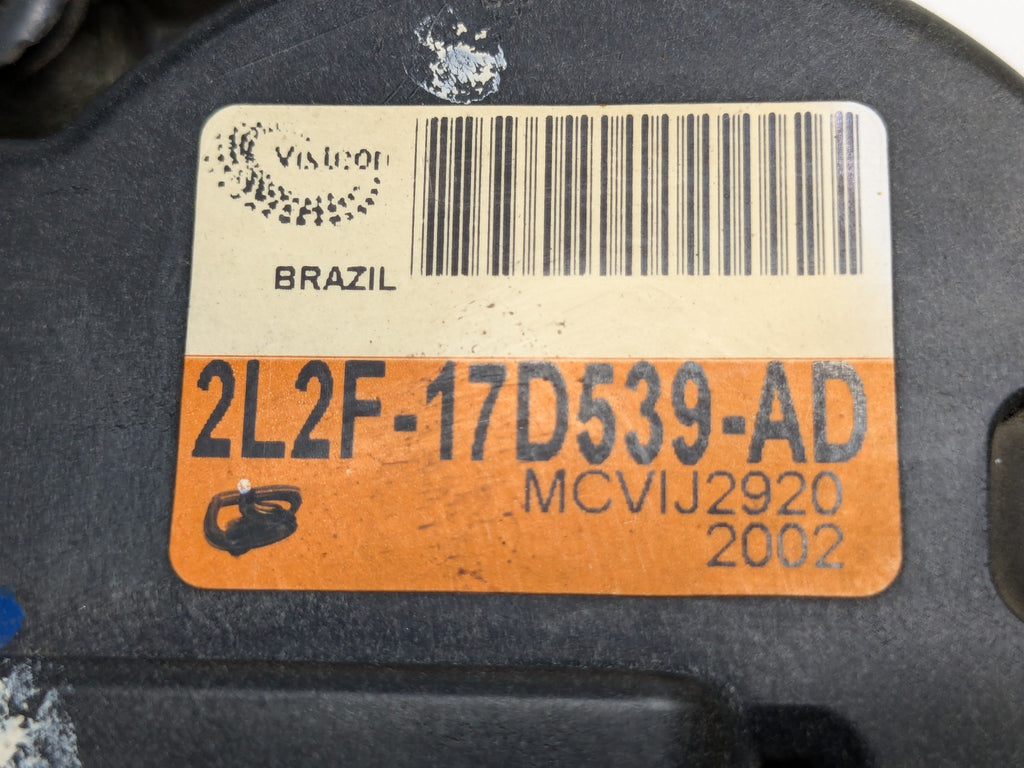 Visteon
BRAZIL
2L2F-17D539-AD
MCVIJ2920
2002